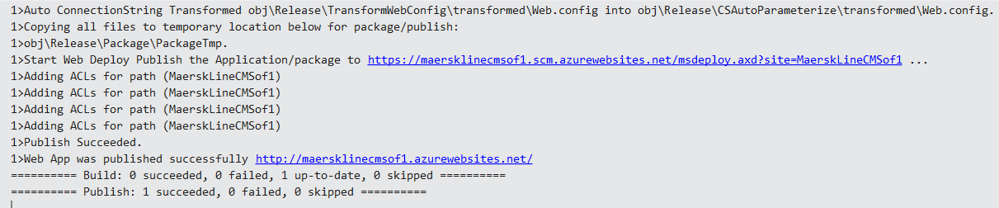 1>Auto ConnectionString Transformed obj\Release\TransformWebConfig\transformed\Web.config into obj\Release\CSAutoParameterize\transformed\Web.config.
1>Copying all files to temporary location below for package/publish:
1>obj\Release\Package\PackageTmp.
1>Start Web Deploy Publish the Application/package to https://maersklinecmsof1.scm.azurewebsites.net/msdeploy.axd?site=MaerskLineCMSof1 ...
1>Adding ACLs for path (MaerskLineCMSof1)
1>Adding ACLs for path (MaerskLineCMSof1)
1>Adding ACLs for path (MaerskLineCMSof1)
1>Adding ACLs for path (MaerskLineCMSof1)
1>Publish Succeeded.
1>Web App was published successfully http://maersklinecmsof1.azurewebsites.net/
========== Build: 0 succeeded, 0 failed, 1 up-to-date, 0 skipped ==========
========== Publish: 1 succeeded, 0 failed, 0 skipped ==========